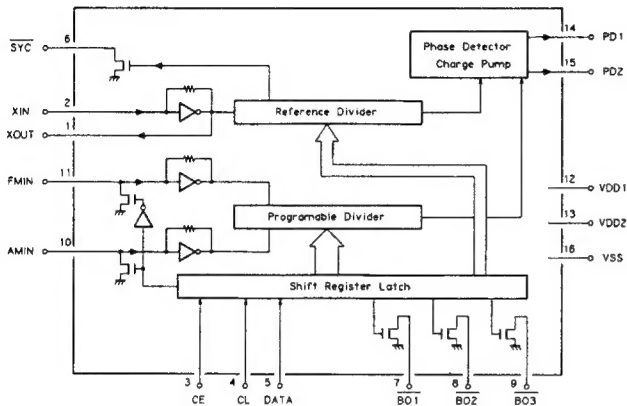 SYC
6
14
PD1
Phase Detector
Charge Pump
15
PD2
XIN
2
Reference Divider
XOUT
1
FMIN
11
12
VDD1
Programable Divider
13
VDD2
AMIN
10
16
VSS
Shift Register Latch
3
4
5
7
8
9
CE
CL
DATA
BO1
BO2
BO3